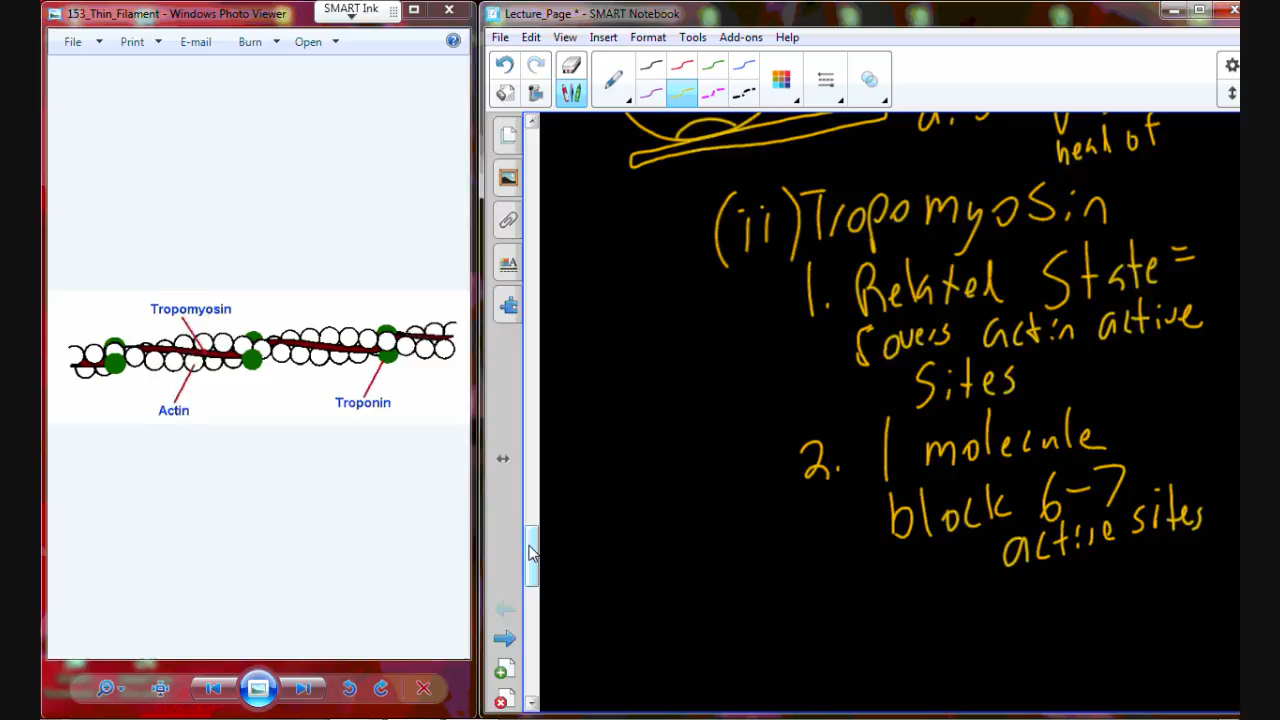 153_Thin_Filament - Windows Photo Viewer
SMART Ink
File Print E-mail Burn Open
Tropomyosin
Actin
Troponin
Lecture_Page * - SMART Notebook
File Edit View Insert Format Tools Add-ons Help
head of
(ii) Tropomyosin
1. Related State =
covers actin active
Sites
2. 1 molecule
block 6-7
active sites